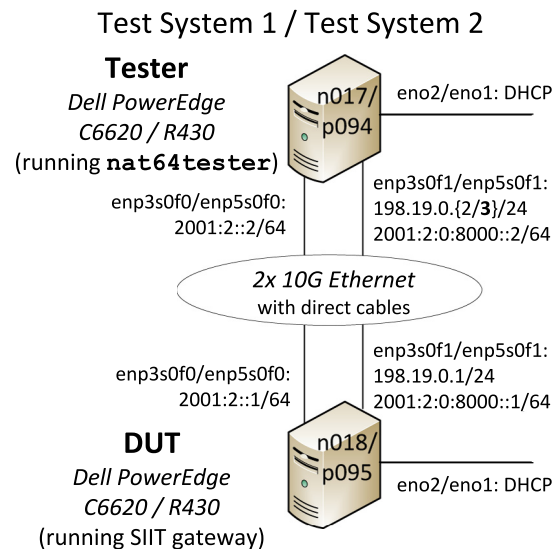 Test System 1 / Test System 2
Tester
Dell PowerEdge
C6620 / R430
(running nat64tester)
n017/
p094
eno2/eno1: DHCP
enp3s0f0/enp5s0f0:
2001:2::2/64
enp3s0f1/enp5s0f1:
198.19.0.{2/3}/24
2001:2:0:8000::2/64
2x 10G Ethernet
with direct cables
enp3s0f0/enp5s0f0:
2001:2::1/64
enp3s0f1/enp5s0f1:
198.19.0.1/24
2001:2:0:8000::1/64
DUT
Dell PowerEdge
C6620 / R430
(running SIIT gateway)
n018/
p095
eno2/eno1: DHCP